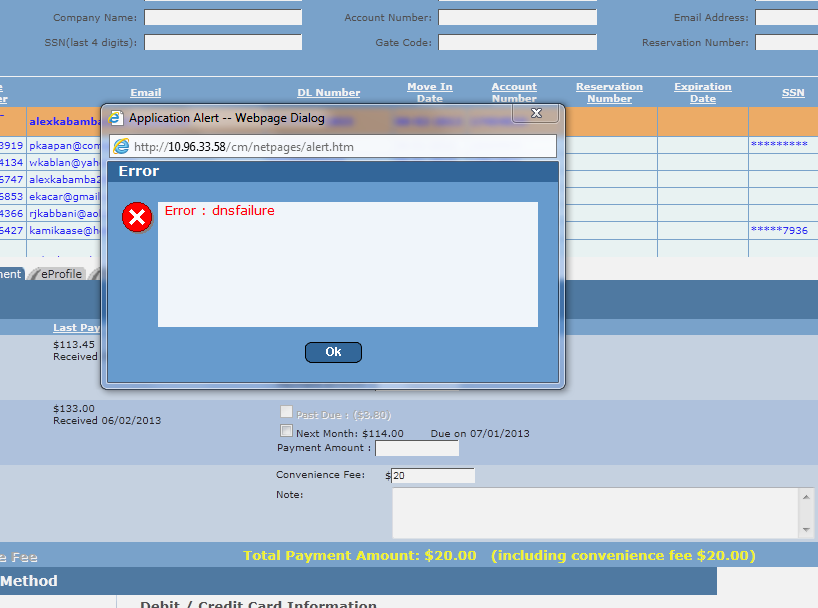 Company Name: Account Number: Email Address:
SSN(last 4 digits): Gate Code: Reservation Number:
Email DL Number Move In Date Account Number Reservation Number Expiration Date SSN
alexkabamba
3919 pkaapan@com *********
4134 wkablan@yah
6747 alexkabamba2
6853 ekacar@gmail
4366 rjkabbani@aol
6427 kamikaase@h *****7936
Application Alert -- Webpage Dialog
http://10.96.33.58/cm/netpages/alert.htm
Error
Error : dnsfailure
Ok
ment eProfile
Last Pay
$113.45
Received
$133.00
Received 06/02/2013
Past Due : ($3.80)
Next Month: $114.00 Due on 07/01/2013
Payment Amount :
Convenience Fee: $20
Note:
e Fee Total Payment Amount: $20.00 (including convenience fee $20.00)
Method
Debit / Credit Card Information